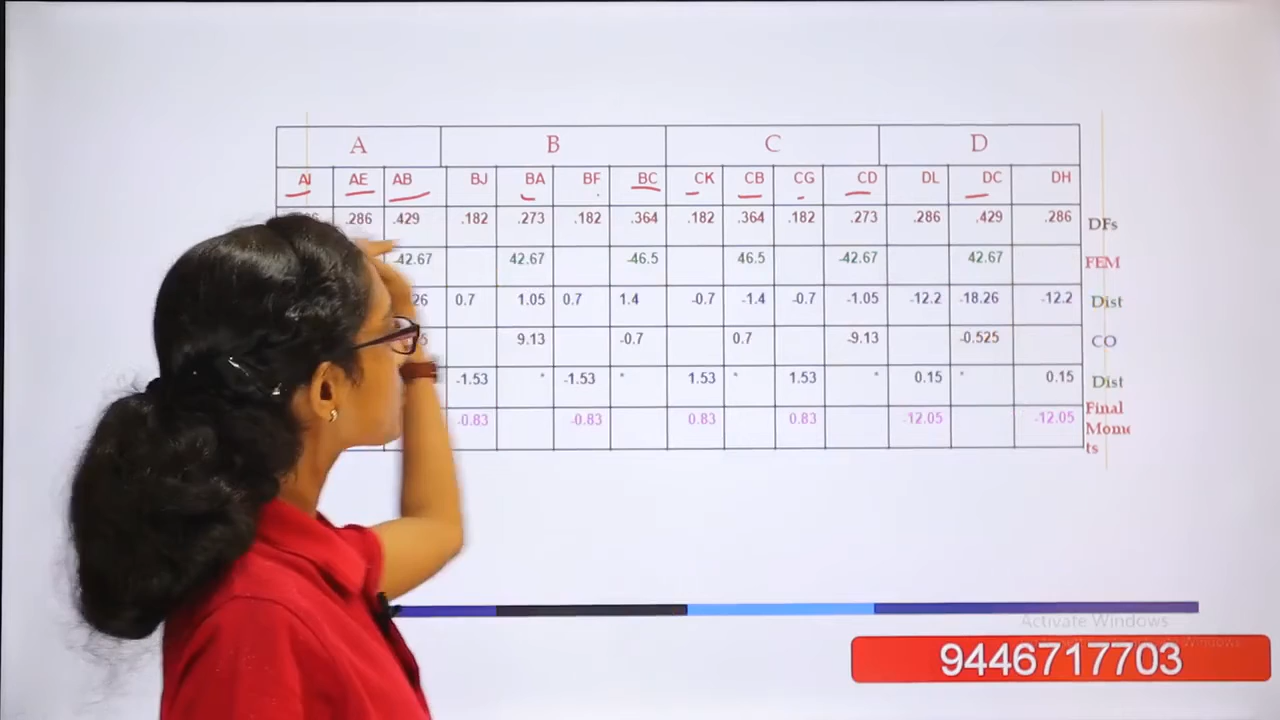 A B C D
AI AE AB BJ BA BF BC CK CB CG CD DL DC DH
.286 .429 .182 .273 .182 .364 .182 .364 .182 .273 .286 .429 .286 DFs
-42.67 42.67 -46.5 46.5 -42.67 42.67 FEM
0.7 1.05 0.7 1.4 -0.7 -1.4 -0.7 -1.05 -12.2 -18.26 -12.2 Dist
9.13 -0.7 0.7 -9.13 -0.525 CO
-1.53 * -1.53 * 1.53 * 1.53 * 0.15 * 0.15 Dist
-0.83 -0.83 0.83 0.83 -12.05 -12.05 Final
Mome
ts
Activate Windows
9446717703